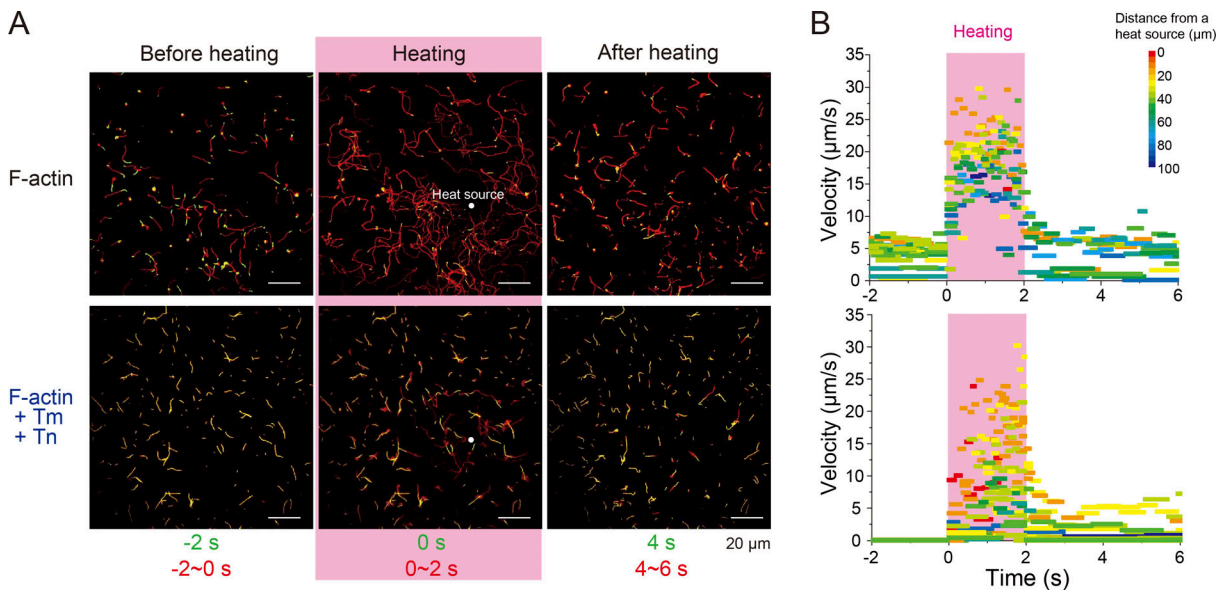 A
Before heating
Heating
After heating
F-actin
Heat source
F-actin
+ Tm
+ Tn
-2 s
0 s
4 s
20 µm
-2~0 s
0~2 s
4~6 s
B
Heating
Distance from a
heat source (µm)
0
20
40
60
80
100
Velocity (µm/s)
35
30
25
20
15
10
5
0
-2
0
2
4
6
Velocity (µm/s)
35
30
25
20
15
10
5
0
-2
0
2
4
6
Time (s)